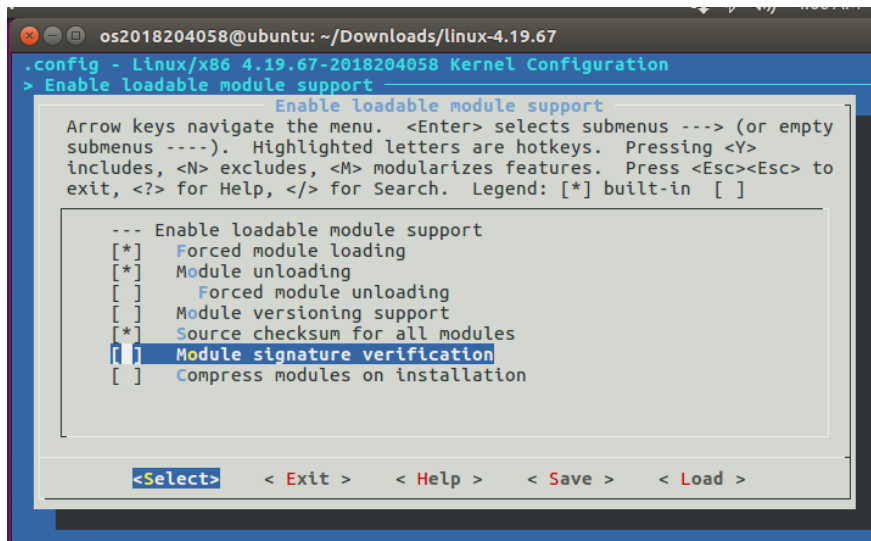 os2018204058@ubuntu: ~/Downloads/linux-4.19.67
.config - Linux/x86 4.19.67-2018204058 Kernel Configuration
> Enable loadable module support
Enable loadable module support
Arrow keys navigate the menu.  <Enter> selects submenus ---> (or empty
submenus ----).  Highlighted letters are hotkeys.  Pressing <Y>
includes, <N> excludes, <M> modularizes features.  Press <Esc><Esc> to
exit, <?> for Help, </> for Search.  Legend: [*] built-in  [ ]
--- Enable loadable module support
[*]   Forced module loading
[*]   Module unloading
[ ]     Forced module unloading
[ ]   Module versioning support
[*]   Source checksum for all modules
[ ]   Module signature verification
[ ]   Compress modules on installation
<Select>    < Exit >    < Help >    < Save >    < Load >